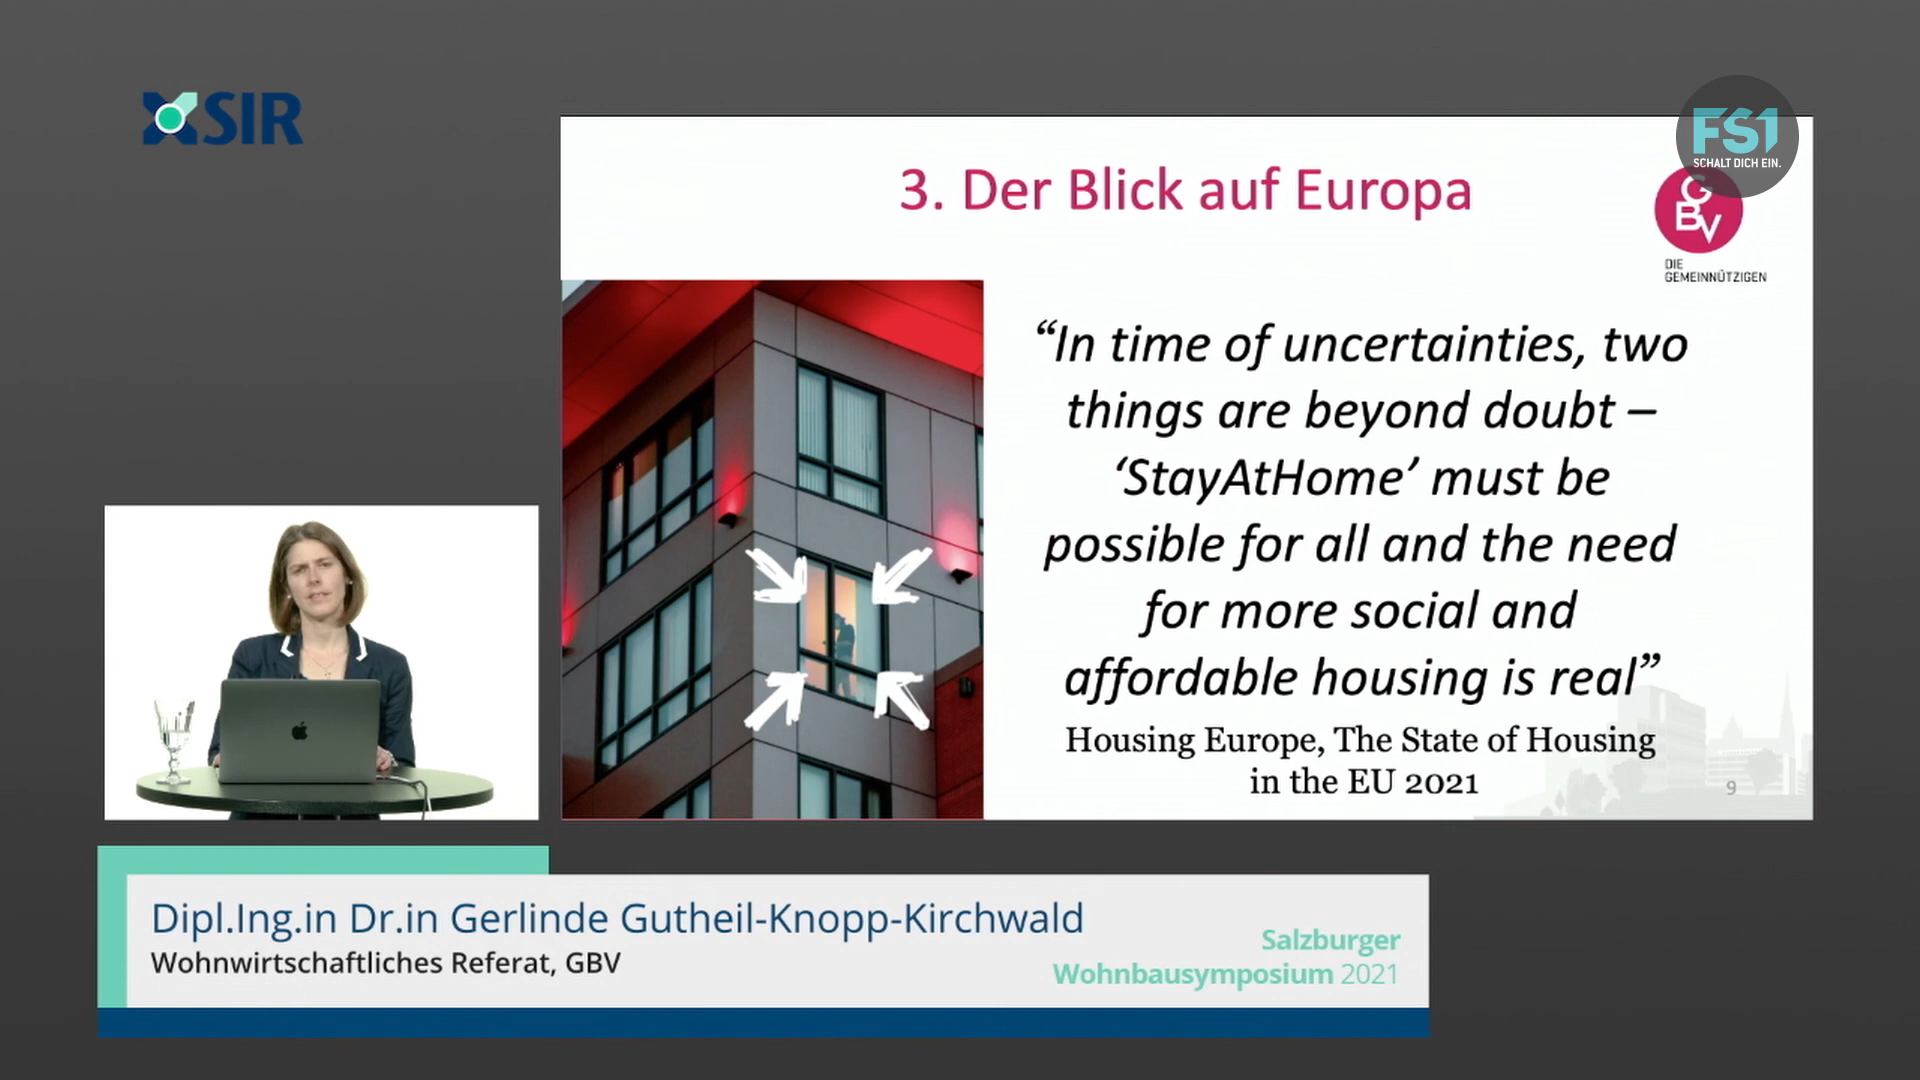 SIR
FS1
SCHALT DICH EIN.
3. Der Blick auf Europa
GBV
DIE
GEMEINNÜTZIGEN
“In time of uncertainties, two
things are beyond doubt –
‘StayAtHome’ must be
possible for all and the need
for more social and
affordable housing is real”
Housing Europe, The State of Housing
in the EU 2021
9
Dipl.Ing.in Dr.in Gerlinde Gutheil-Knopp-Kirchwald
Wohnwirtschaftliches Referat, GBV
Salzburger
Wohnbausymposium 2021